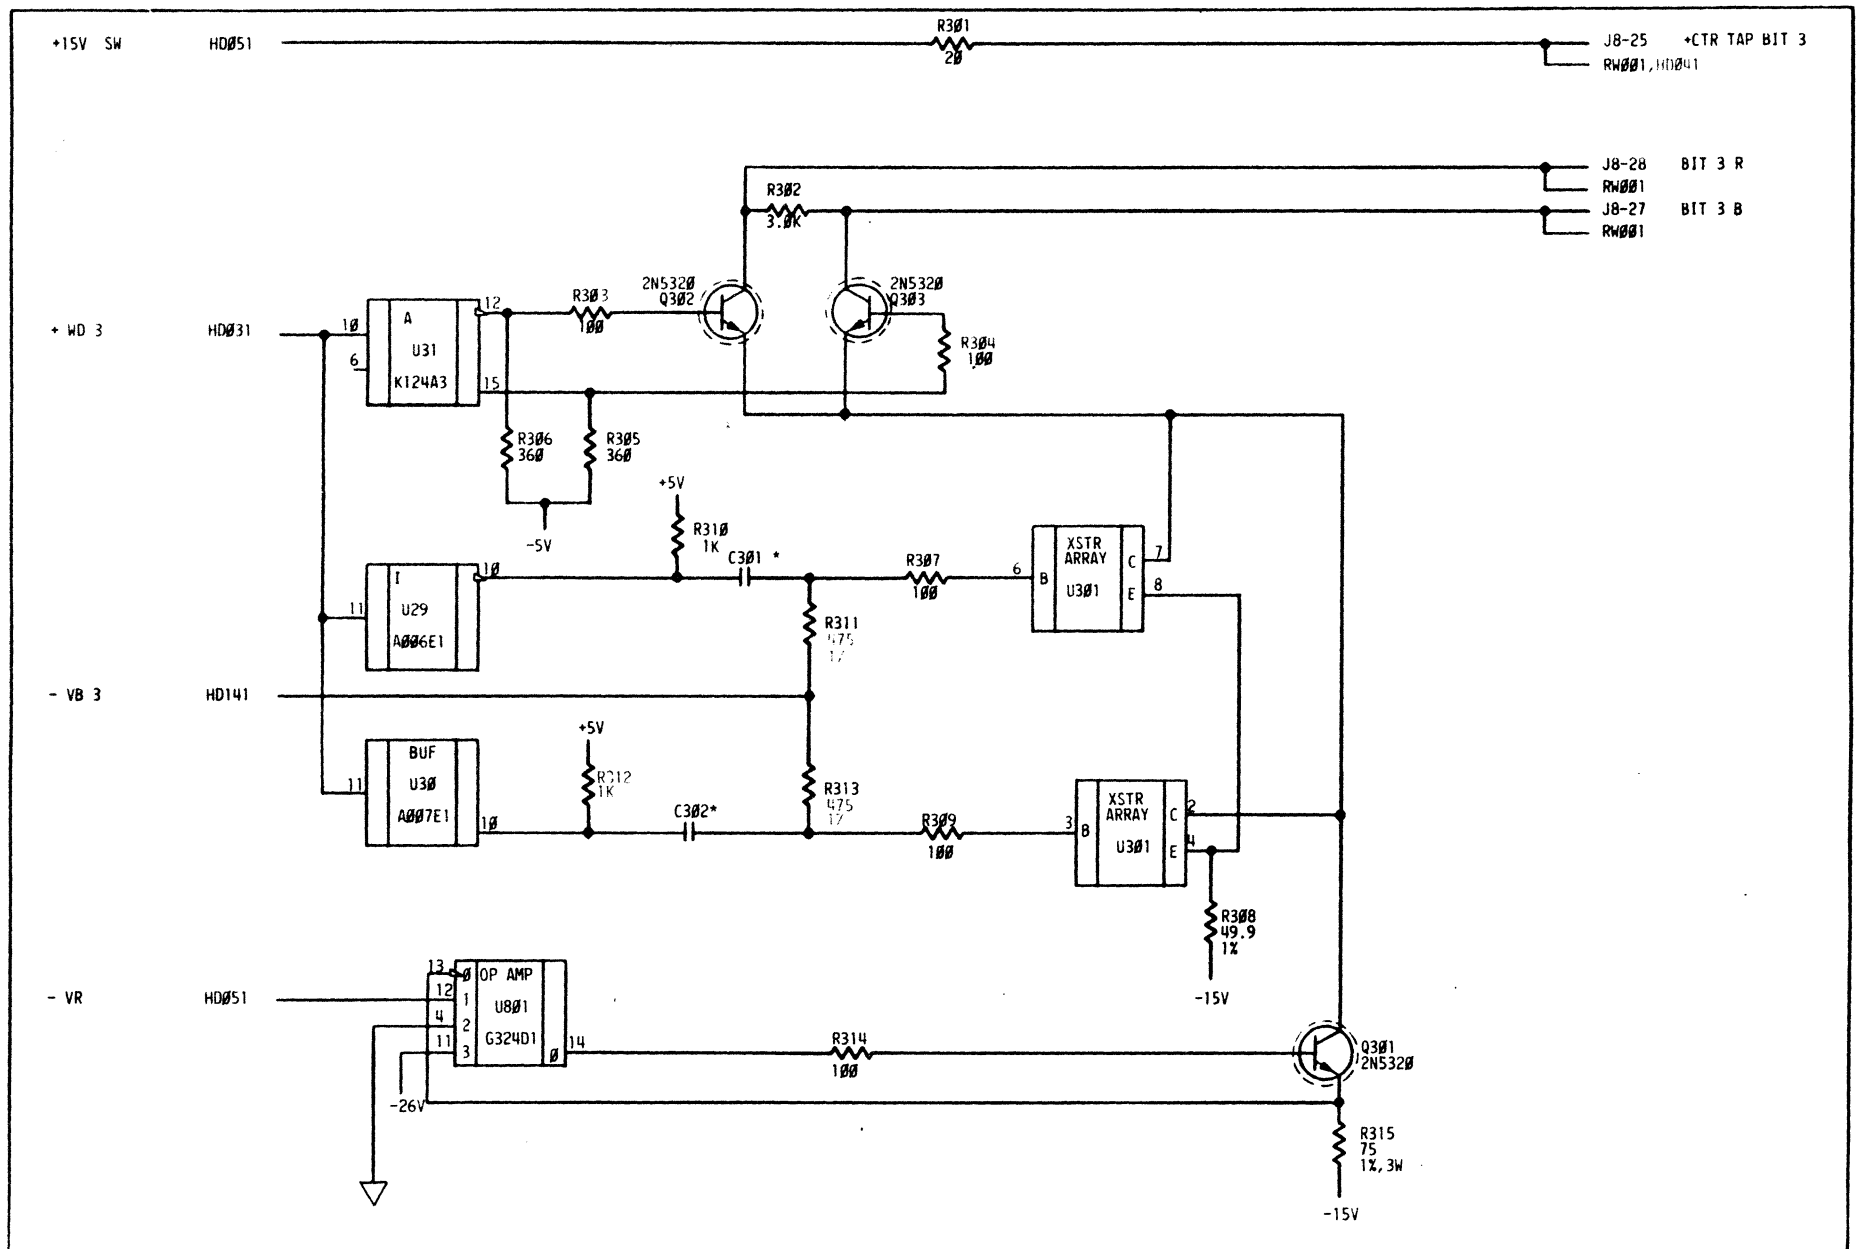 +15V SW HDØ51
R3Ø1
2Ø
J8-25 +CTR TAP BIT 3
RWØØ1,HDØ41
J8-28 BIT 3 R
RWØØ1
R3Ø2
3.ØK
J8-27 BIT 3 B
RWØØ1
2N532Ø
Q3Ø2
2N532Ø
Q3Ø3
+ WD 3 HDØ31
1Ø
6
A
U31
K124A3
12
15
R3Ø3
1ØØ
R3Ø4
1ØØ
R3Ø6
36Ø
R3Ø5
36Ø
-5V
+5V
R31Ø
1K
C3Ø1 *
R3Ø7
1ØØ
6
B
XSTR
ARRAY
U3Ø1
C
E
7
8
11
I
U29
AØØ6E1
1Ø
R311
475
- VB 3 HD141
+5V
R312
1K
11
BUF
U3Ø
AØØ7E1
1Ø
C3Ø2*
R313
475
R3Ø9
1ØØ
3
B
XSTR
ARRAY
U3Ø1
C
E
2
4
R3Ø8
49.9
1%
-15V
- VR HDØ51
13
12
4
11
Ø
1
2
3
OP AMP
U8Ø1
G324D1
Ø
14
R314
1ØØ
Q3Ø1
2N532Ø
-26V
R315
75
1%,3W
-15V